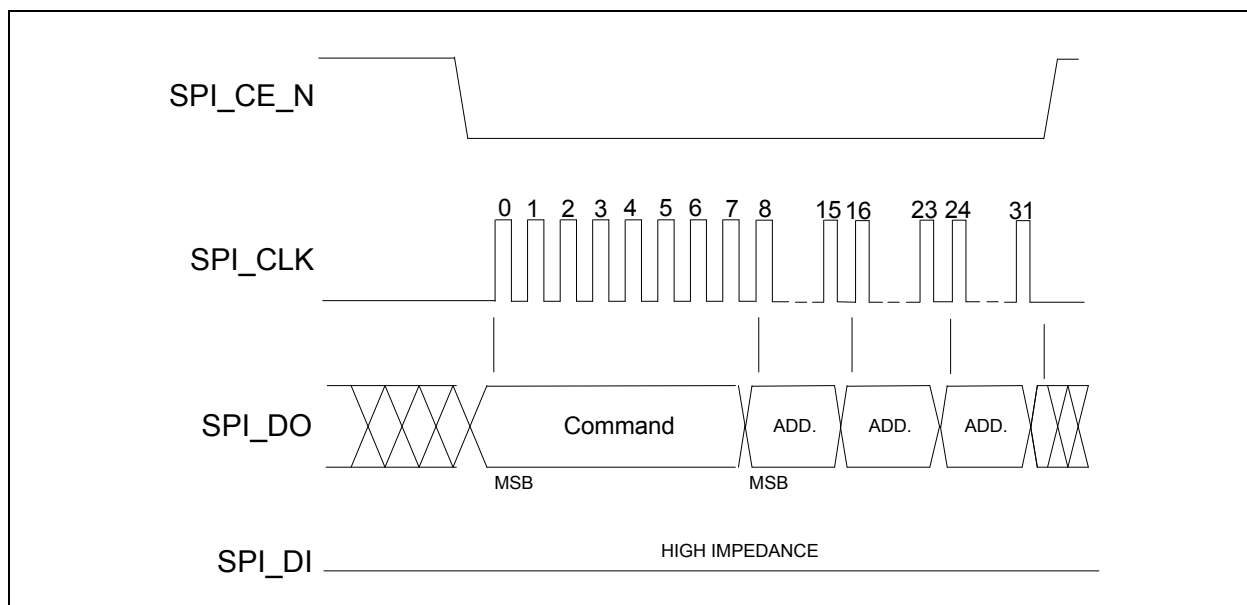 SPI_CE_N
0 1 2 3 4 5 6 7 8 15 16 23 24 31
SPI_CLK
SPI_DO
Command ADD. ADD. ADD.
MSB MSB
HIGH IMPEDANCE
SPI_DI